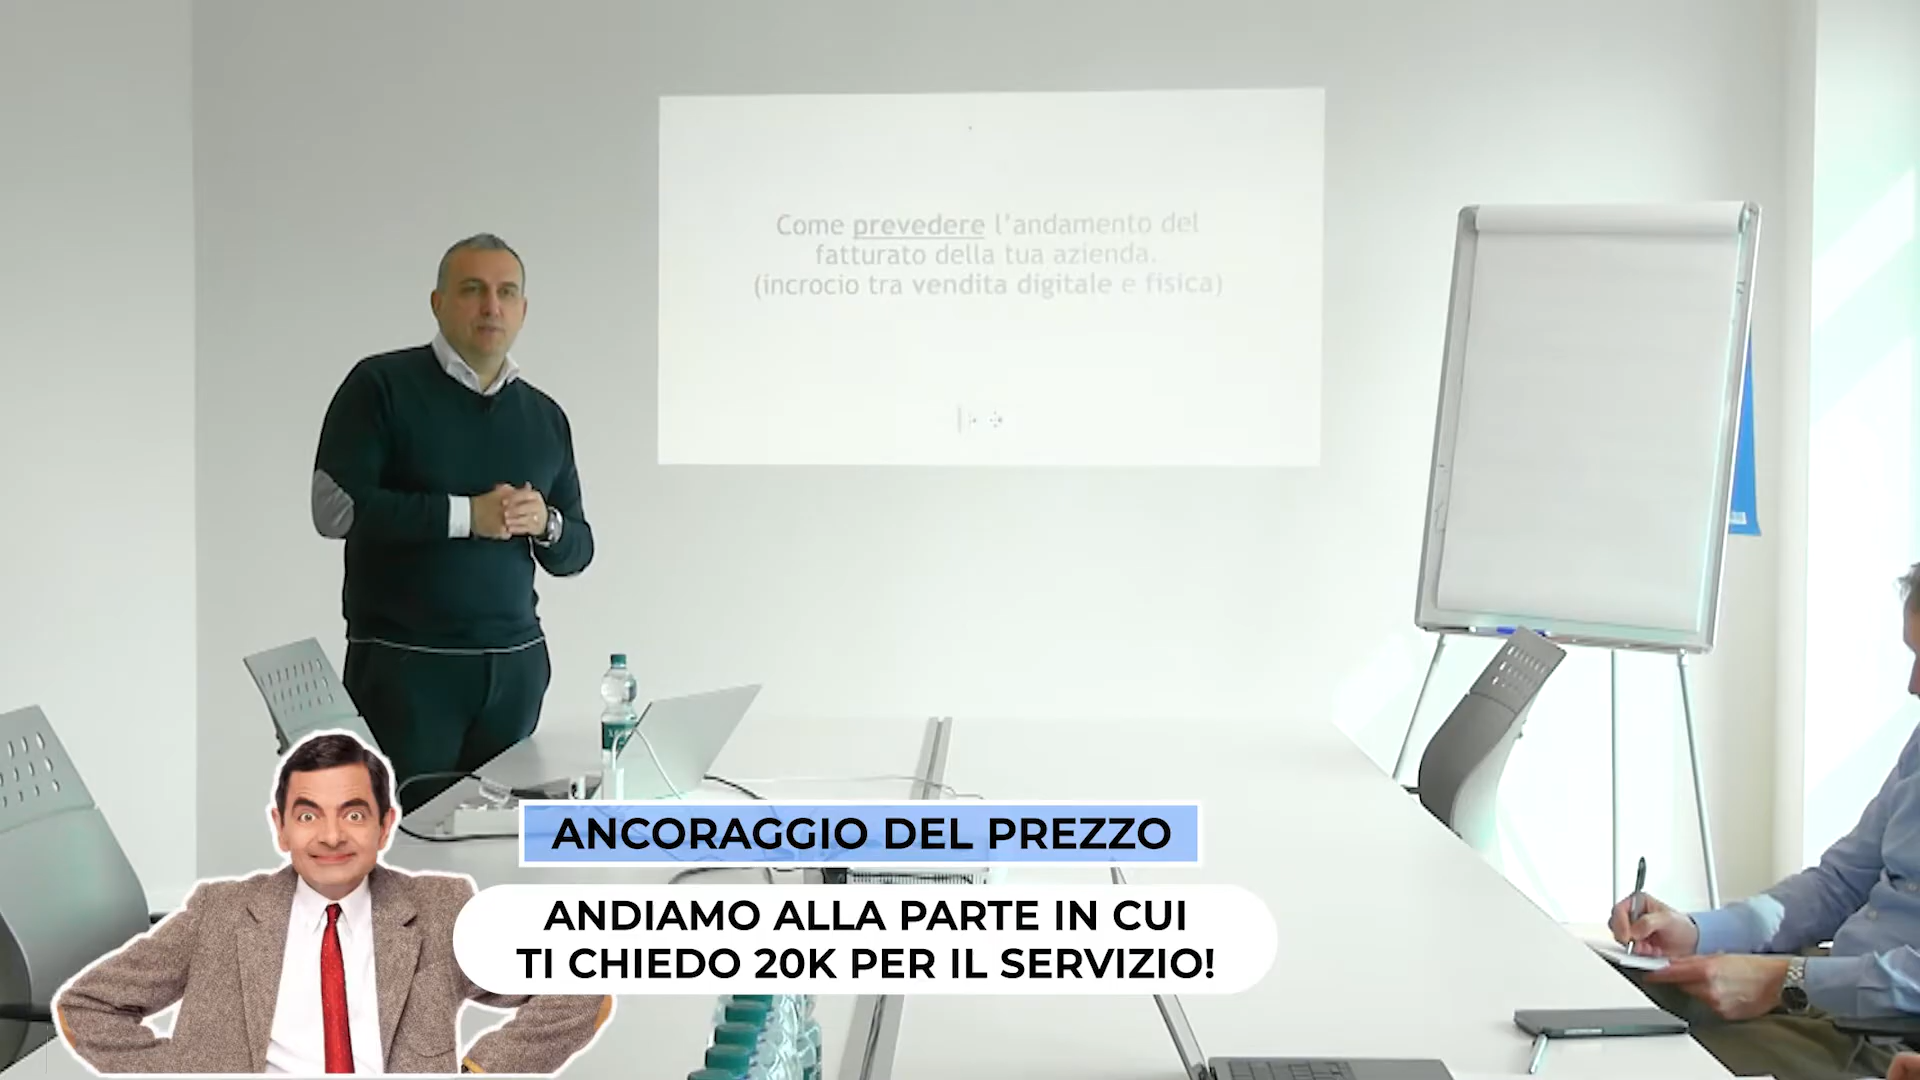 Come prevedere l'andamento del
fatturato della tua azienda.
(incrocio tra vendita digitale e fisica)
ANCORAGGIO DEL PREZZO
ANDIAMO ALLA PARTE IN CUI
TI CHIEDO 20K PER IL SERVIZIO!